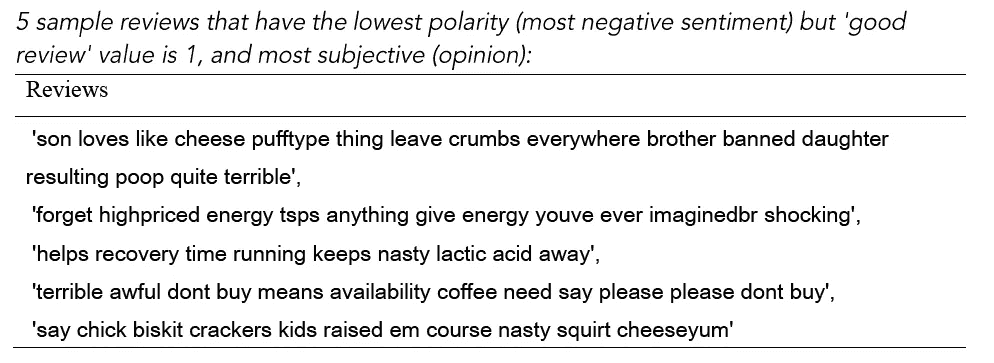 5 sample reviews that have the lowest polarity (most negative sentiment) but 'good
review' value is 1, and most subjective (opinion):
Reviews
'son loves like cheese pufftype thing leave crumbs everywhere brother banned daughter
resulting poop quite terrible',
'forget highpriced energy tsps anything give energy youve ever imaginedbr shocking',
'helps recovery time running keeps nasty lactic acid away',
'terrible awful dont buy means availability coffee need say please please dont buy',
'say chick biskit crackers kids raised em course nasty squirt cheeseyum'